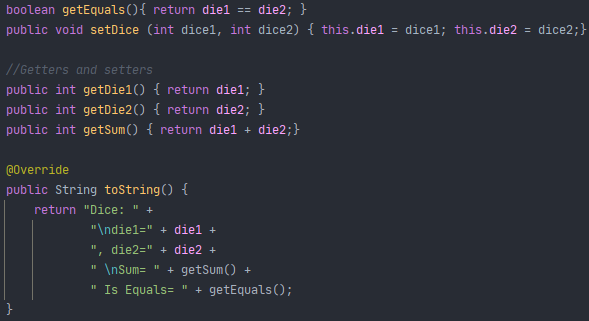 boolean getEquals(){ return die1 == die2; }
public void setDice (int dice1, int dice2) { this.die1 = dice1; this.die2 = dice2;}
//Getters and setters
public int getDie1() { return die1; }
public int getDie2() { return die2; }
public int getSum() { return die1 + die2;}
@Override
public String toString() {
return "Dice: " +
"\ndie1=" + die1 +
", die2=" + die2 +
" \nSum= " + getSum() +
" Is Equals= " + getEquals();
}